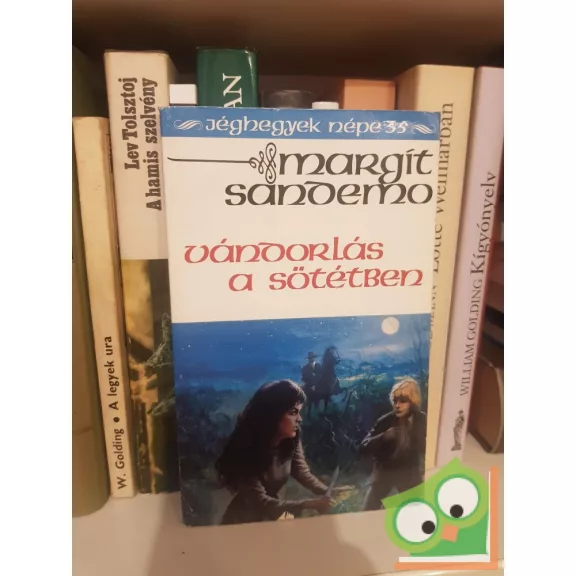 Jéghegyek népe 35
Margit
Sandemo
Vándorlás
a sötétben
W. Golding • A legyek ura
Lev Tolsztoj
A hamis szelvény
Lotte Weimarban
WILLIAM GOLDING Kígyónyelv